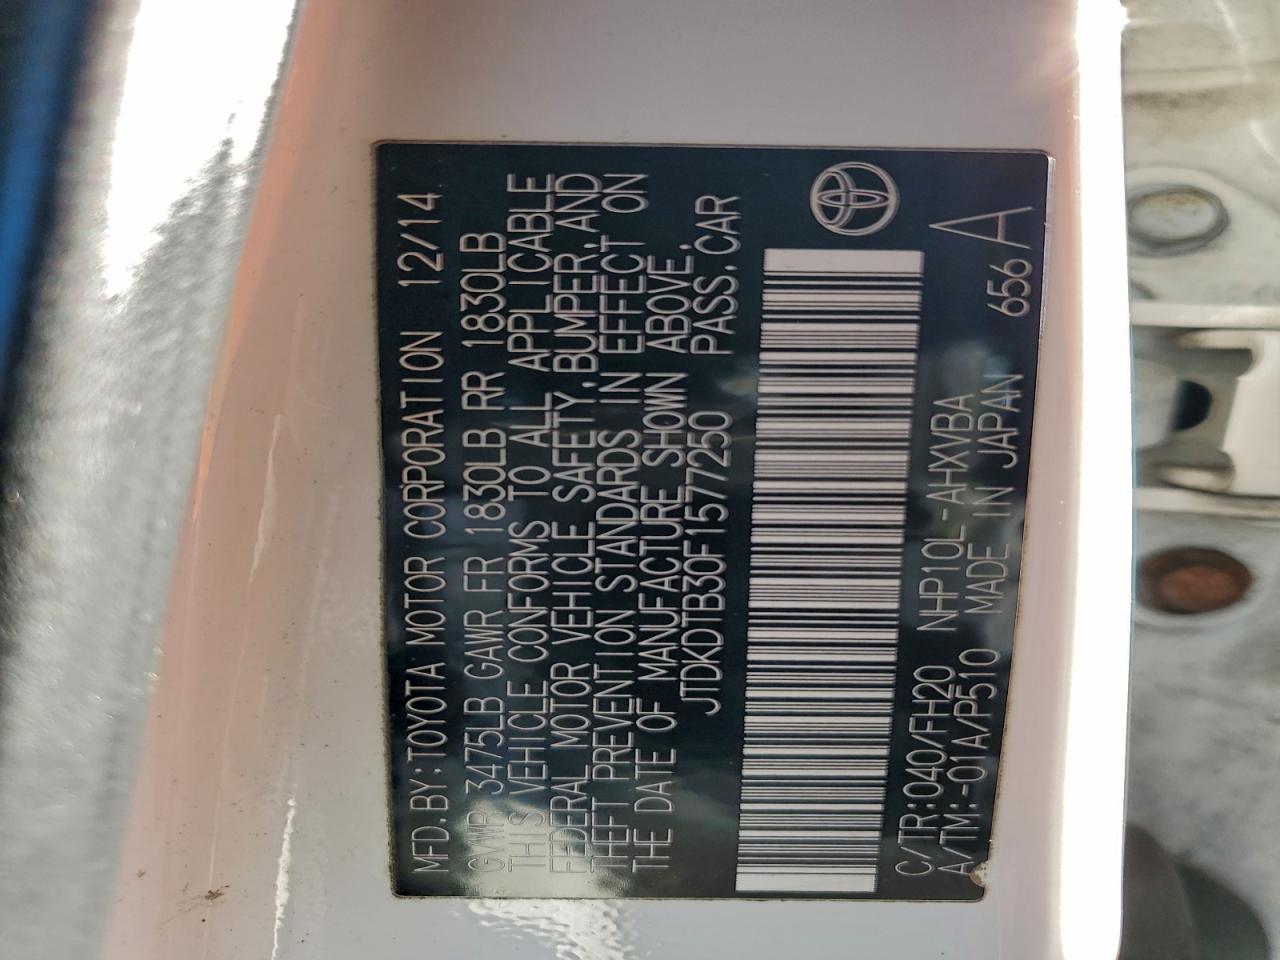 MFD.BY:TOYOTA MOTOR CORPORATION 12/14
GVWR 3475LB GAWR FR 1830LB RR 1830LB
THIS VEHICLE CONFORMS TO ALL APPLICABLE
FEDERAL MOTOR VEHICLE SAFETY,BUMPER,AND
THEFT PREVENTION STANDARDS IN EFFECT ON
THE DATE OF MANUFACTURE SHOWN ABOVE.
JTDKDTB30F1577250 PASS.CAR
C/TR:040/FH20 NHP10L-AHXVBA
A/TM:-01A/P510 MADE IN JAPAN 656 A